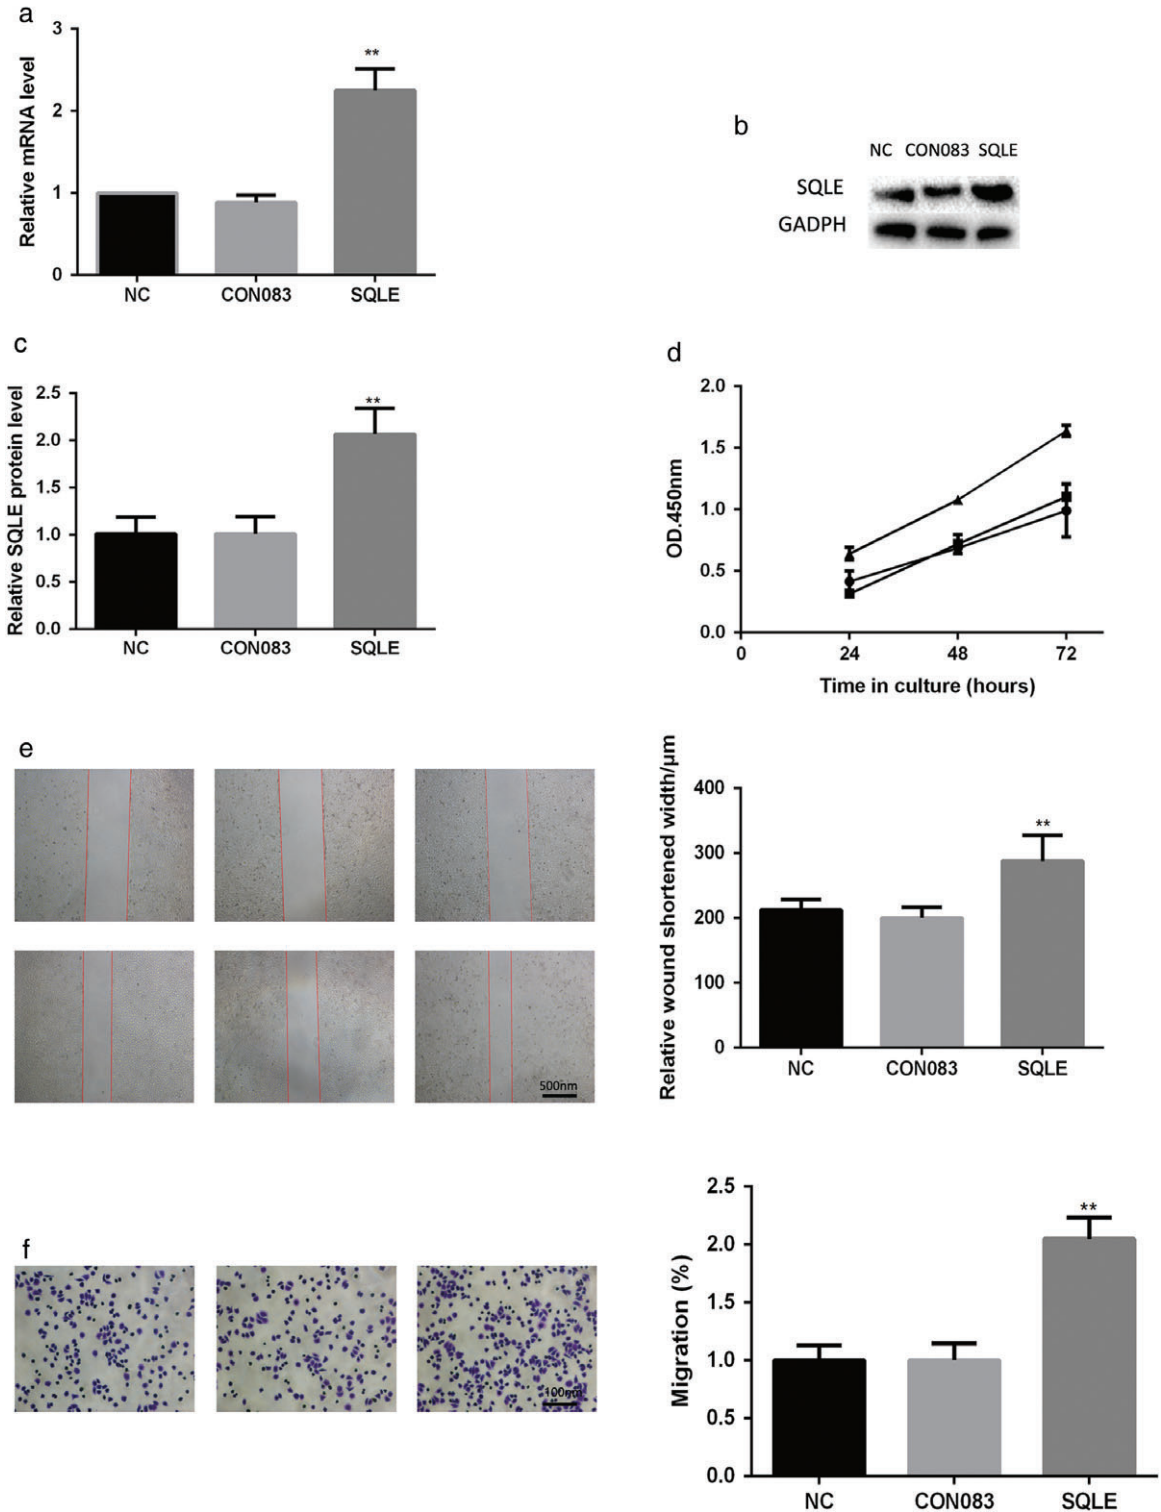 a
Relative mRNA level
3
2
1
0
**
NC CON083 SQLE
b
NC CON083 SQLE
SQLE
GADPH
c
Relative SQLE protein level
2.5
2.0
1.5
1.0
0.5
0.0
**
NC CON083 SQLE
d
OD.450nm
2.0
1.5
1.0
0.5
0.0
0 24 48 72
Time in culture (hours)
e
500nm
Relative wound shortened width/µm
400
300
200
100
0
**
NC CON083 SQLE
f
100nm
Migration (%)
2.5
2.0
1.5
1.0
0.5
0.0
**
NC CON083 SQLE